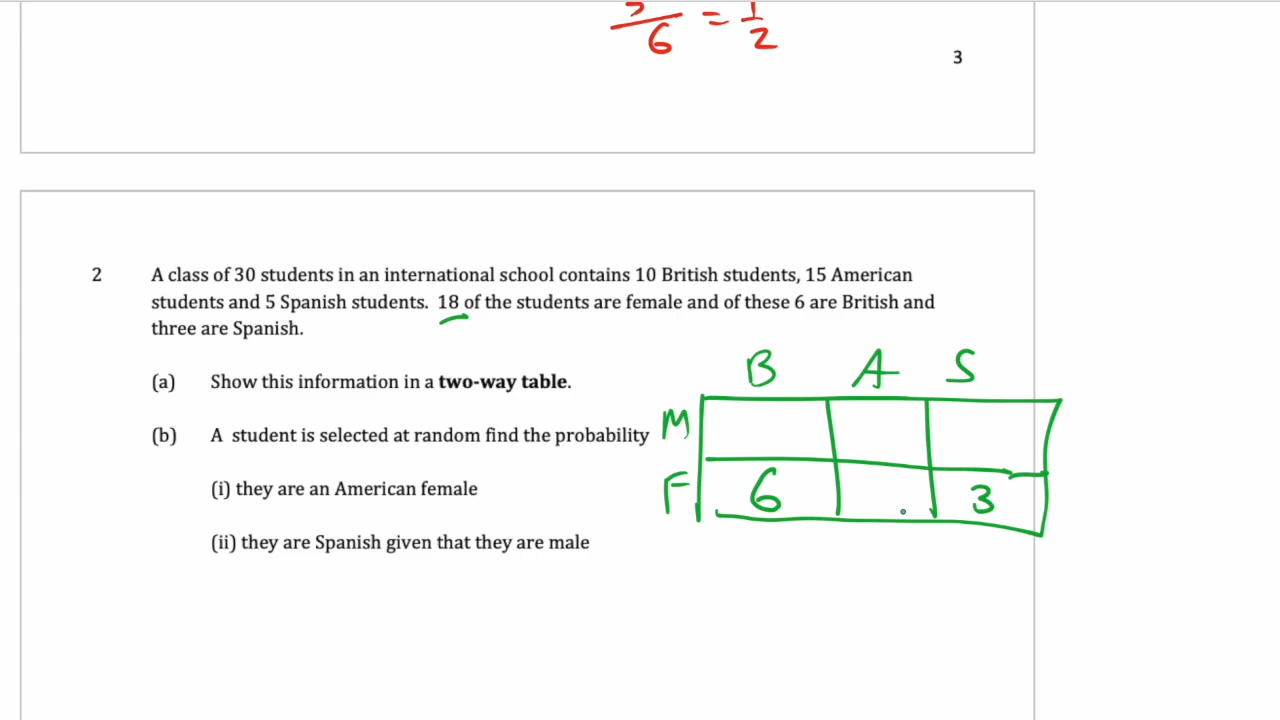 /6 = 1/2
3
2 A class of 30 students in an international school contains 10 British students, 15 American
students and 5 Spanish students. 18 of the students are female and of these 6 are British and
three are Spanish.
B A S
(a) Show this information in a two-way table.
M
(b) A student is selected at random find the probability
F 6 3
(i) they are an American female
(ii) they are Spanish given that they are male